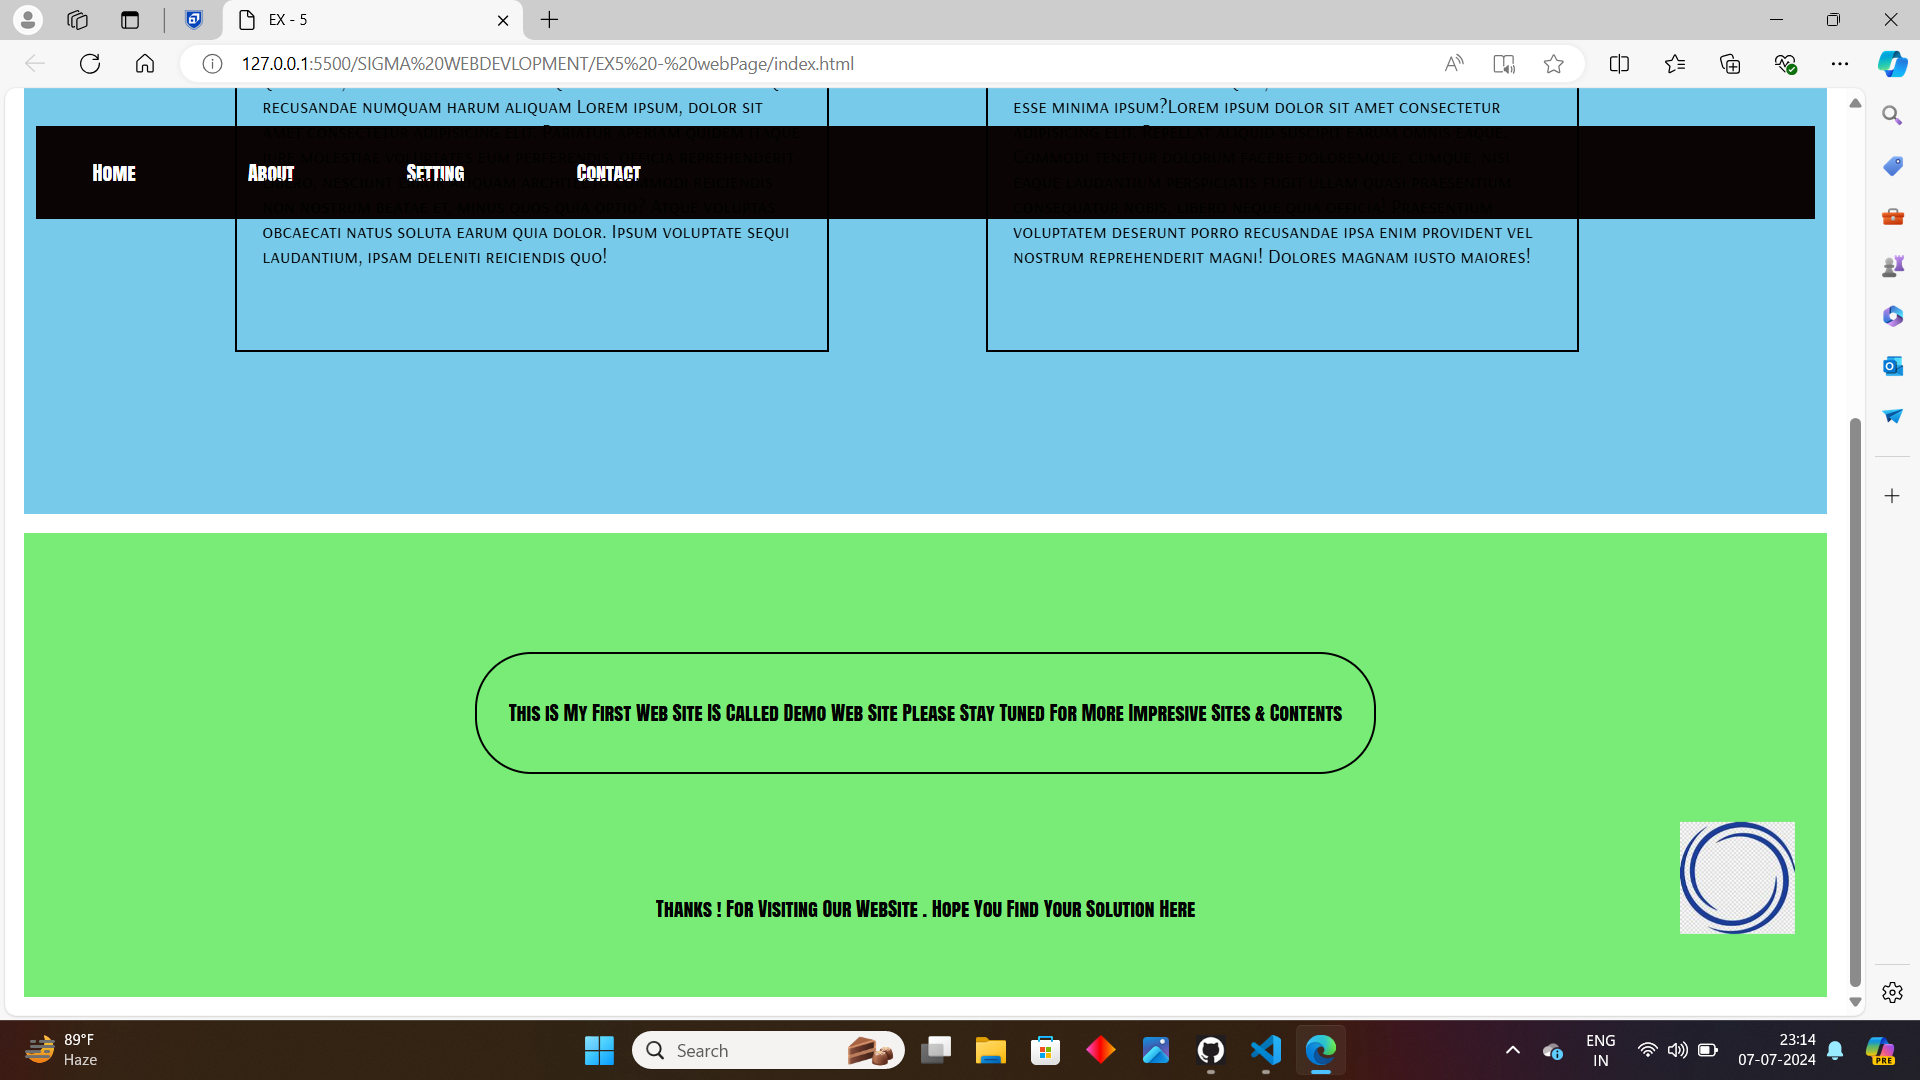 EX - 5
127.0.0.1:5500/SIGMA%20WEBDEVLOPMENT/EX5%20-%20webPage/index.html
recusandae numquam harum aliquam Lorem ipsum, dolor sit
esse minima ipsum?Lorem ipsum dolor sit amet consectetur
Home About Setting Contact
obcaecati natus soluta earum quia dolor. Ipsum voluptate sequi
laudantium, ipsam deleniti reiciendis quo!
voluptatem deserunt porro recusandae ipsa enim provident vel
nostrum reprehenderit magni! Dolores magnam iusto maiores!
This iS My First Web Site IS Called Demo Web Site Please Stay Tuned For More Impresive Sites & Contents
Thanks ! For Visiting Our WebSite . Hope You Find Your Solution Here
89°F
Haze
Search
ENG
IN
23:14
07-07-2024
PRE